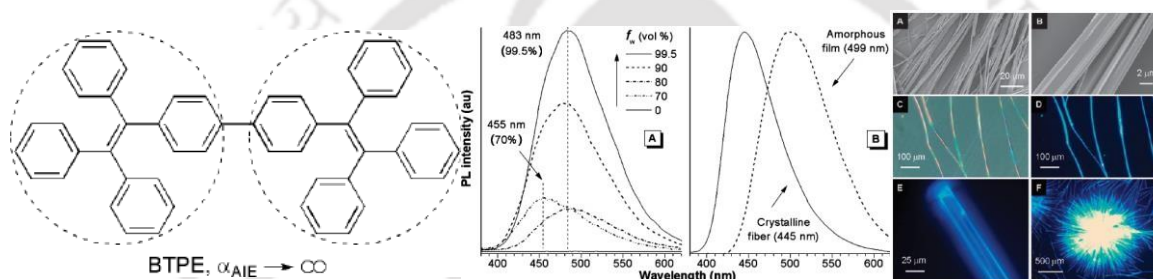 BTPE, αAIE → ∞
483 nm
(99.5%)
455 nm
(70%)
fw (vol %)
99.5
90
80
70
0
A
PL intensity (au)
400 450 500 550 600
Amorphous
film (499 nm)
B
Crystalline
fiber (445 nm)
400 450 500 550 600
Wavelength (nm)
A
20 µm
B
2 µm
C
100 µm
D
100 µm
E
25 µm
F
500 µm